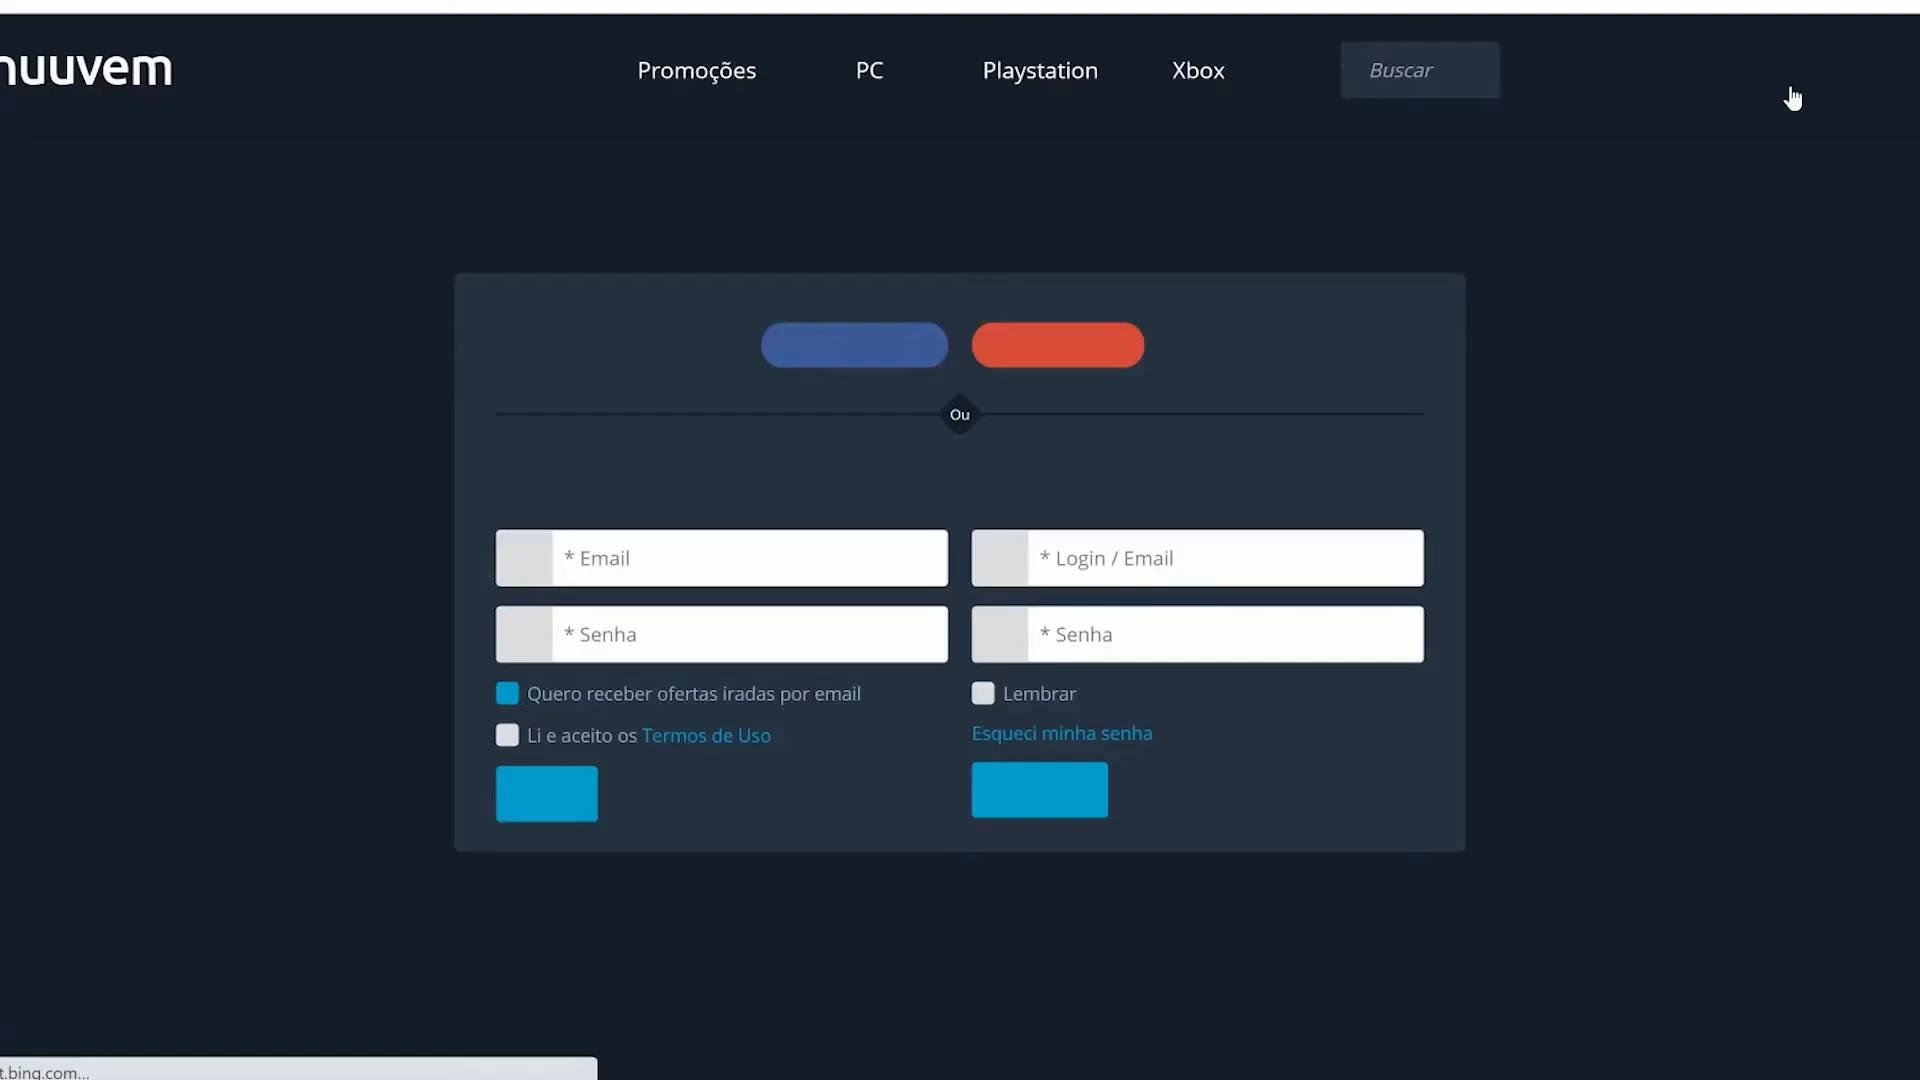 nuuvem
Promoções PC Playstation Xbox Buscar
Ou
* Email
* Login / Email
* Senha
* Senha
Quero receber ofertas iradas por email
Lembrar
Li e aceito os Termos de Uso
Esqueci minha senha
t.bing.com...